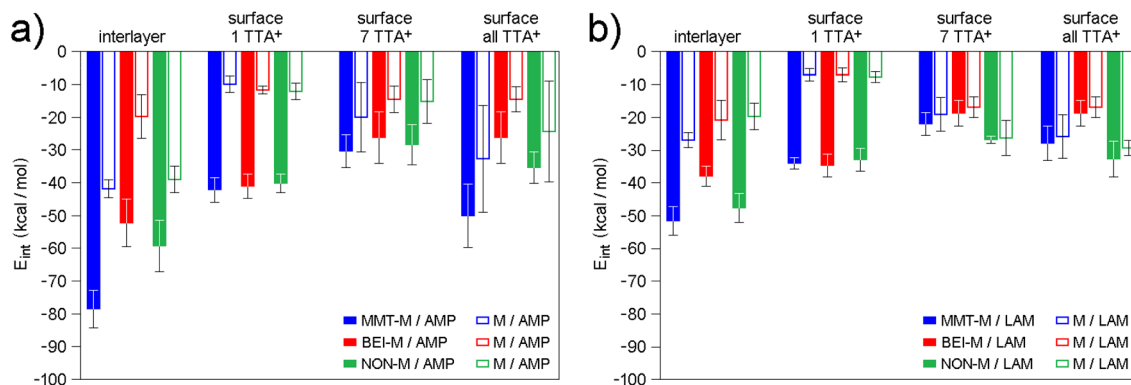 a)
interlayer
surface
1 TTA+
surface
7 TTA+
surface
all TTA+
0
-10
-20
-30
-40
-50
-60
-70
-80
-90
-100
Eint (kcal / mol)
MMT-M / AMP
M / AMP
BEI-M / AMP
M / AMP
NON-M / AMP
M / AMP
b)
interlayer
surface
1 TTA+
surface
7 TTA+
surface
all TTA+
0
-10
-20
-30
-40
-50
-60
-70
-80
-90
-100
Eint (kcal / mol)
MMT-M / LAM
M / LAM
BEI-M / LAM
M / LAM
NON-M / LAM
M / LAM